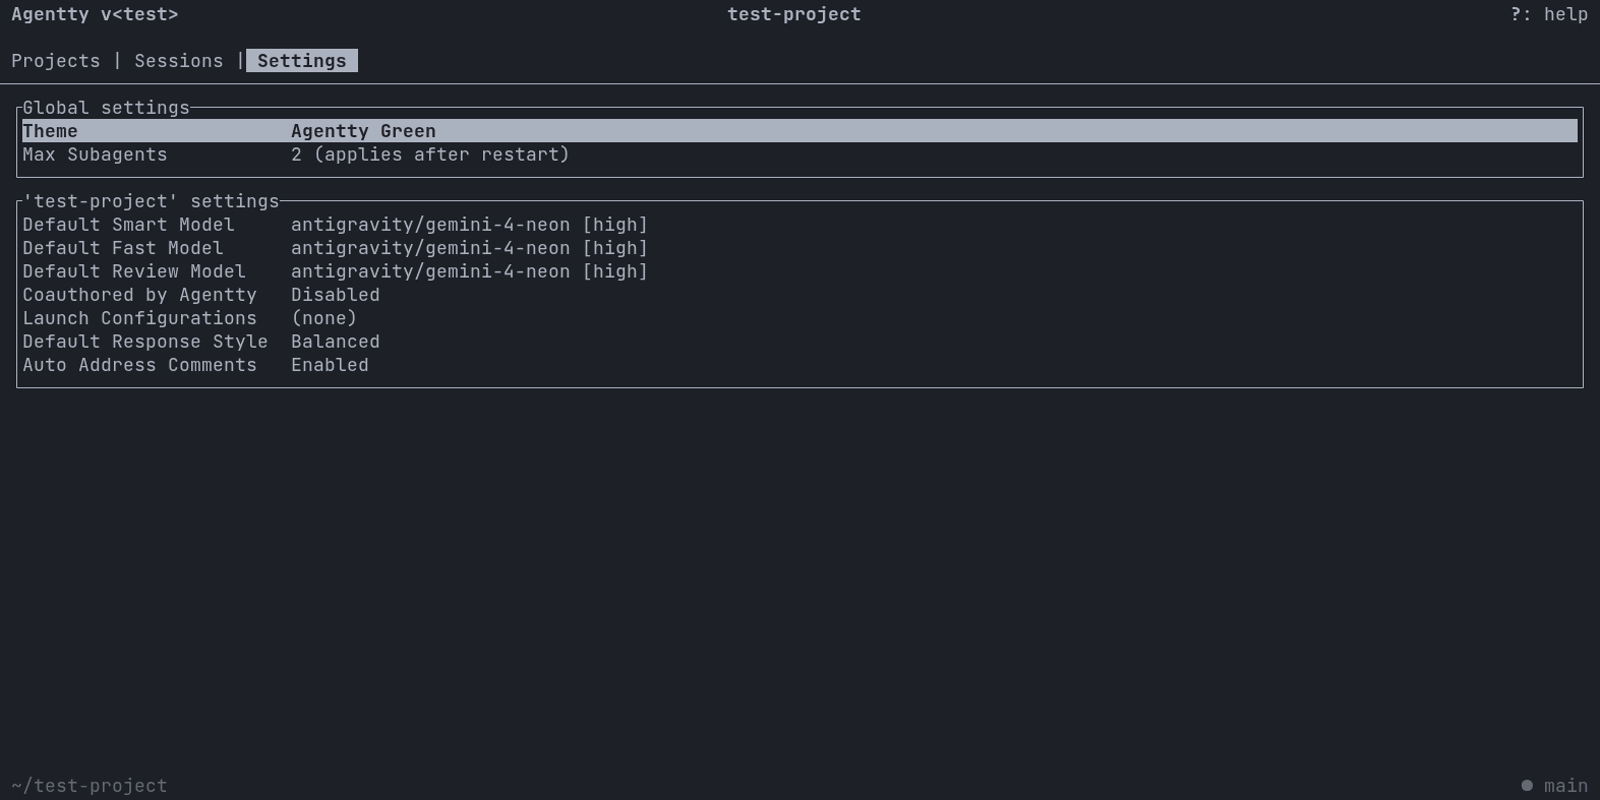 Agentty v<test> test-project ?: help
Projects | Sessions | Settings
Global settings
Theme Agentty Green
Max Subagents 2 (applies after restart)
'test-project' settings
Default Smart Model antigravity/gemini-4-neon [high]
Default Fast Model antigravity/gemini-4-neon [high]
Default Review Model antigravity/gemini-4-neon [high]
Coauthored by Agentty Disabled
Launch Configurations (none)
Default Response Style Balanced
Auto Address Comments Enabled
~/test-project ● main